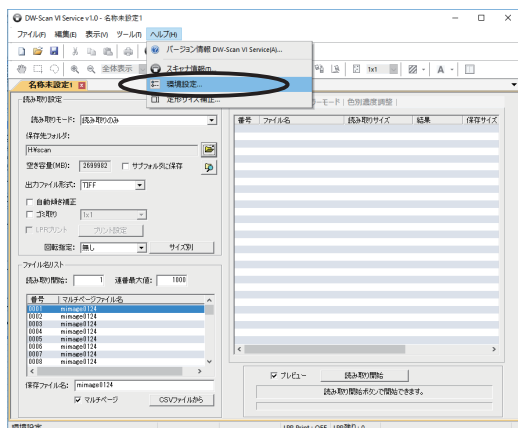 DW-Scan VI Service v1.0 - 名称未設定1
ファイル(F) 編集(E) 表示(V) ツール(T) ヘルプ(H)
バージョン情報 DW-Scan VI Service(A)...
全体表示
スキャナ情報(I)...
1x1
A
環境設定...
名称未設定1
定形サイズ補正...
ーモード | 色別濃度調整 |
読み取り設定
読み取りモード: 読み取りのみ
番号 ファイル名 読み取りサイズ 結果 保存サイズ
保存先フォルダ:
H:¥scan
空き容量(MB): 2699982 サブフォルダに保存
出力ファイル形式: TIFF
自動傾き補正
ゴミ取り 1x1
LPRプリント プリント設定
回転指定: 無し サイズ別
ファイル名リスト
読み取り開始: 1 連番最大値: 1000
番号 マルチページファイル名
0001 mimage0124
0002 mimage0124
0003 mimage0124
0004 mimage0124
0005 mimage0124
0006 mimage0124
0007 mimage0124
0008 mimage0124
保存ファイル名: mimage0124
マルチページ CSVファイルから
プレビュー 読み取り開始
読み取り開始ボタンで開始できます。
環境設定 LPR Print : OFF LPR残り : 0